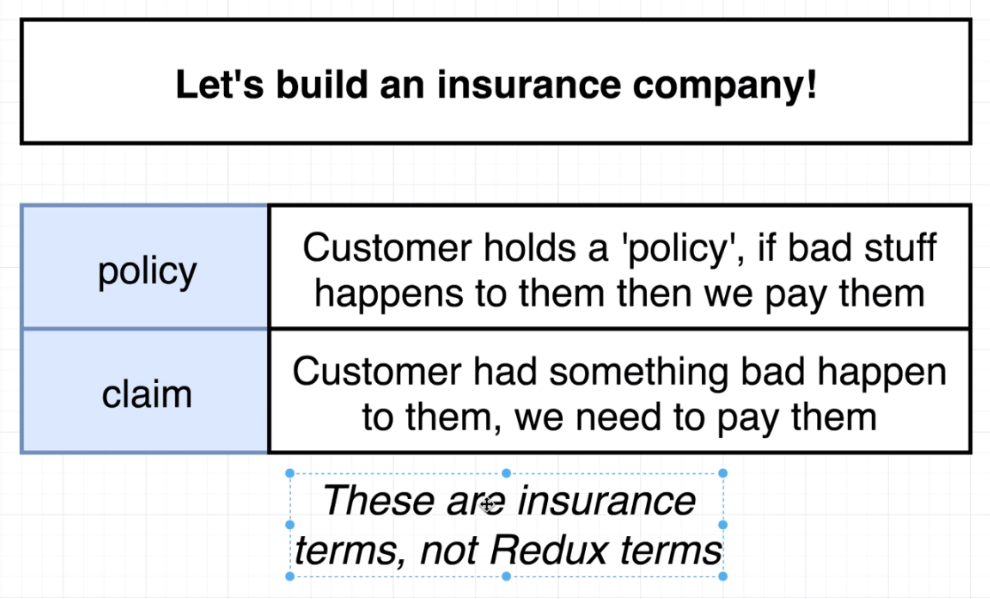 Let's build an insurance company!
policy
Customer holds a 'policy', if bad stuff
happens to them then we pay them
claim
Customer had something bad happen
to them, we need to pay them
These are insurance
terms, not Redux terms